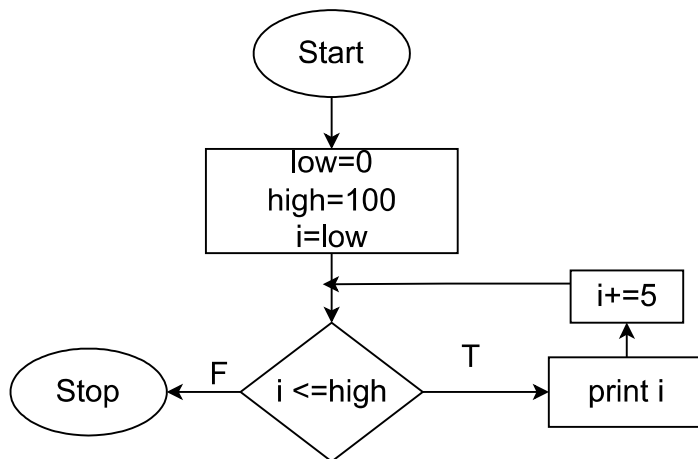 Start
low=0
high=100
i=low
i+=5
T
F
Stop
i <=high
print i